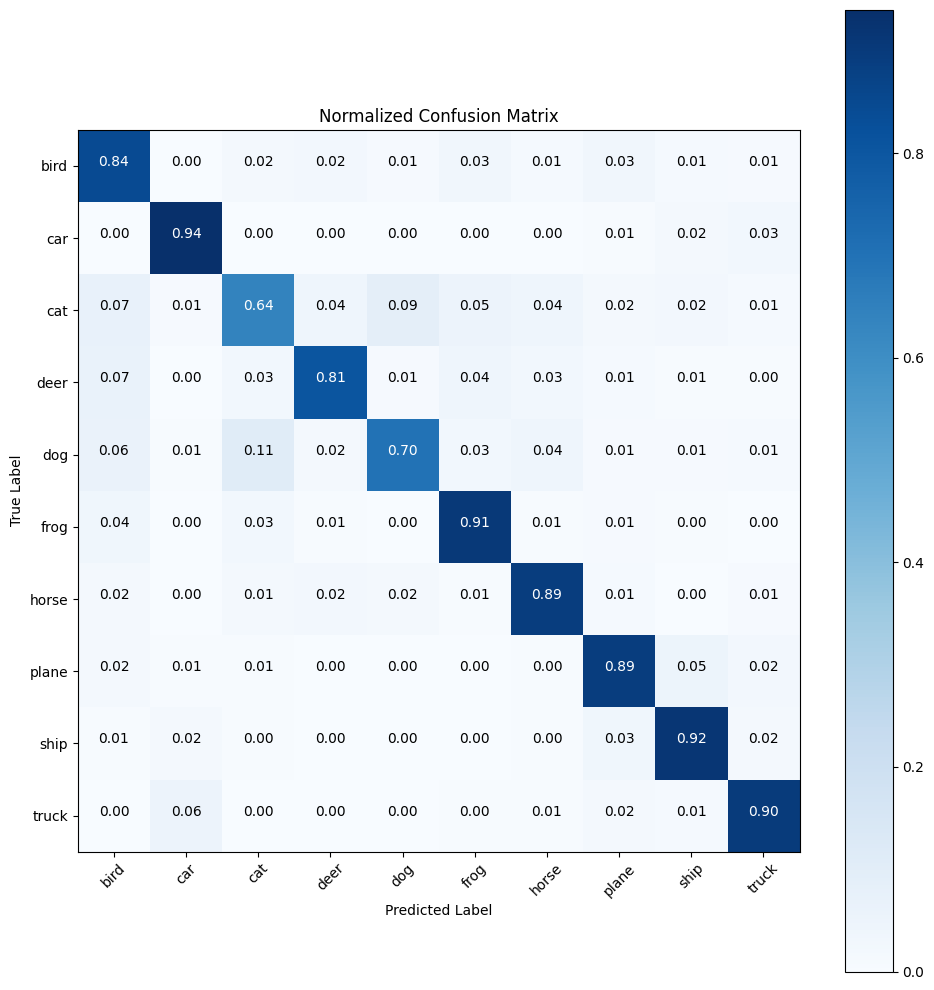 Normalized Confusion Matrix
bird 0.84 0.00 0.02 0.02 0.01 0.03 0.01 0.03 0.01 0.01
car 0.00 0.94 0.00 0.00 0.00 0.00 0.00 0.01 0.02 0.03
cat 0.07 0.01 0.64 0.04 0.09 0.05 0.04 0.02 0.02 0.01
deer 0.07 0.00 0.03 0.81 0.01 0.04 0.03 0.01 0.01 0.00
dog 0.06 0.01 0.11 0.02 0.70 0.03 0.04 0.01 0.01 0.01
frog 0.04 0.00 0.03 0.01 0.00 0.91 0.01 0.01 0.00 0.00
horse 0.02 0.00 0.01 0.02 0.02 0.01 0.89 0.01 0.00 0.01
plane 0.02 0.01 0.01 0.00 0.00 0.00 0.00 0.89 0.05 0.02
ship 0.01 0.02 0.00 0.00 0.00 0.00 0.00 0.03 0.92 0.02
truck 0.00 0.06 0.00 0.00 0.00 0.00 0.01 0.02 0.01 0.90
bird car cat deer dog frog horse plane ship truck
Predicted Label
True Label
0.8
0.6
0.4
0.2
0.0